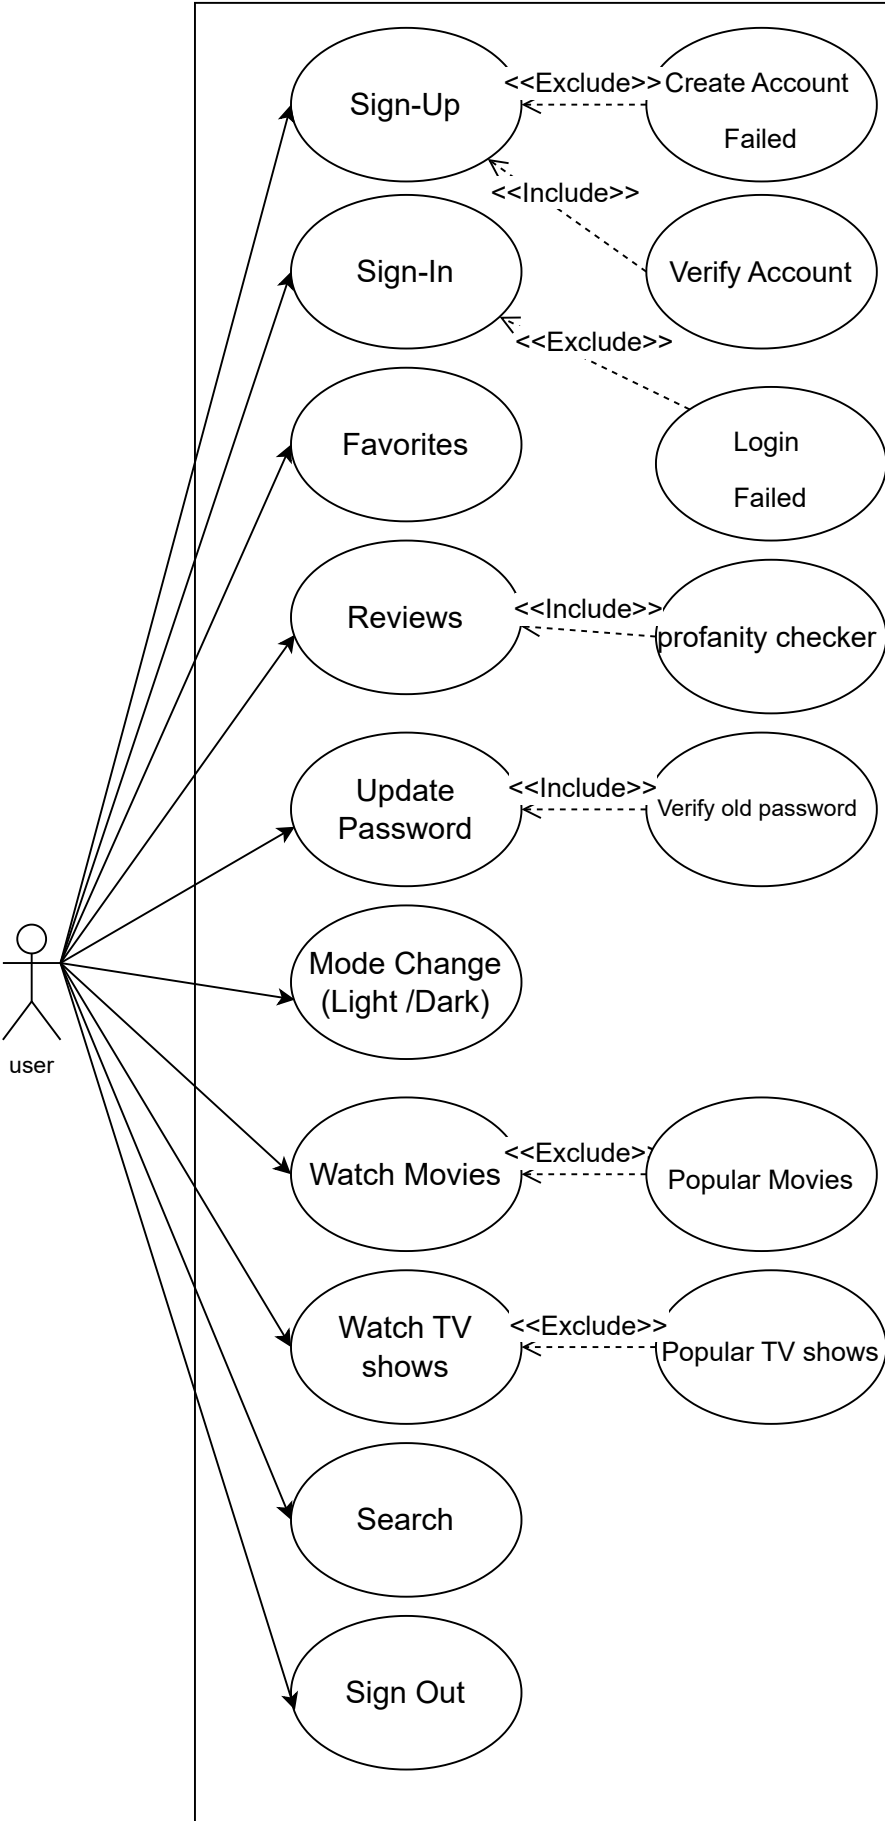 Sign-Up
<<Exclude>>
Create Account
Failed
<<Include>>
Sign-In
Verify Account
<<Exclude>>
Favorites
Login
Failed
Reviews
<<Include>>
profanity checker
Update
Password
<<Include>>
Verify old password
Mode Change
(Light /Dark)
user
Watch Movies
<<Exclude>>
Popular Movies
Watch TV
shows
<<Exclude>>
Popular TV shows
Search
Sign Out